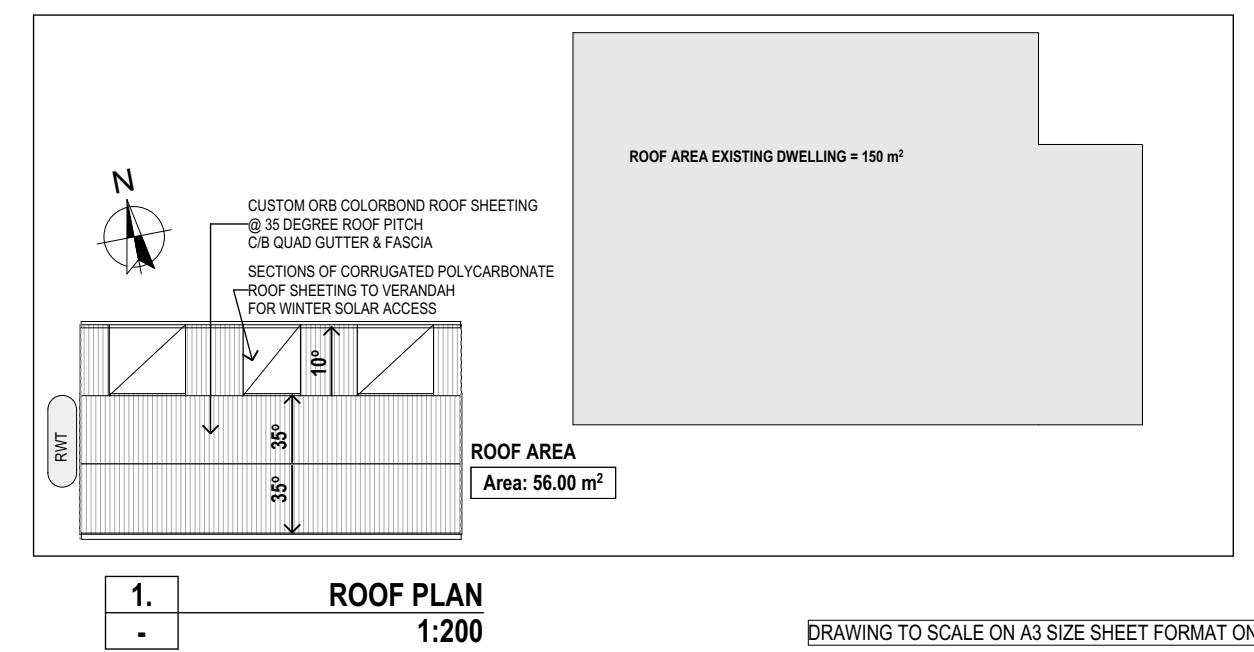 ROOF AREA EXISTING DWELLING = 150 m²
N
CUSTOM ORB COLORBOND ROOF SHEETING
@ 35 DEGREE ROOF PITCH
C/B QUAD GUTTER & FASCIA
SECTIONS OF CORRUGATED POLYCARBONATE
ROOF SHEETING TO VERANDAH
FOR WINTER SOLAR ACCESS
10°
35°
35°
RWT
ROOF AREA
Area: 56.00 m²
1.
ROOF PLAN
-
1:200
DRAWING TO SCALE ON A3 SIZE SHEET FORMAT ON